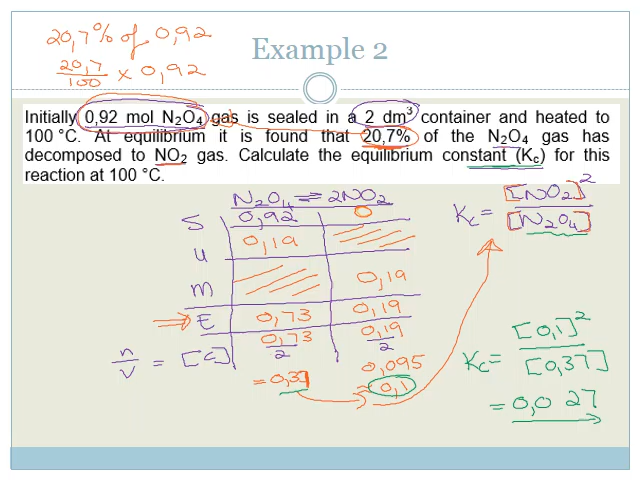 20,7% of 0,92
20,7/100 × 0,92
Example 2
Initially 0,92 mol N₂O₄ gas is sealed in a 2 dm³ container and heated to
100 °C. At equilibrium it is found that 20,7% of the N₂O₄ gas has
decomposed to NO₂ gas. Calculate the equilibrium constant (Kc) for this
reaction at 100 °C.
N₂O₄ ⇌ 2NO₂
S 0,92 0
U 0,19
M 0,19
E 0,73 0,19
n/v = [C] 0,73/2 0,19/2
0,095
= 0,37 0,1
Kc = [NO₂]²/[N₂O₄]
Kc = [0,1]²/[0,37]
= 0,027